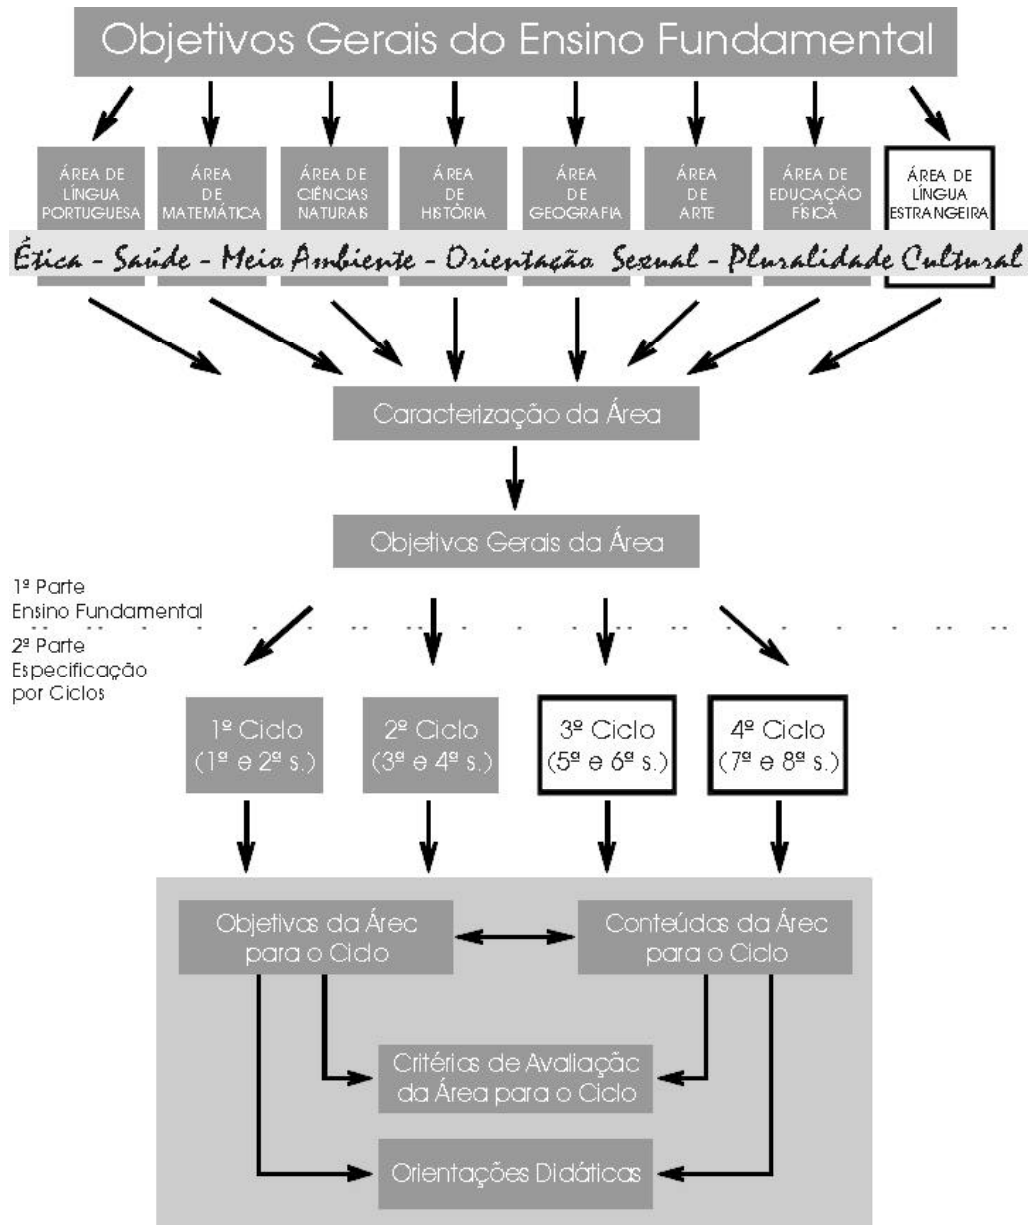 Objetivos Gerais do Ensino Fundamental
ÁREA DE
LÍNGUA
PORTUGUESA
ÁREA
DE
MATEMÁTICA
ÁREA DE
CIÊNCIAS
NATURAIS
ÁREA
DE
HISTÓRIA
ÁREA
DE
GEOGRAFIA
ÁREA
DE
ARTE
ÁREA DE
EDUCAÇÃO
FÍSICA
ÁREA DE
LÍNGUA
ESTRANGEIRA
Ética - Saúde - Meio Ambiente - Orientação Sexual - Pluralidade Cultural
Caracterização da Área
Objetivos Gerais da Área
1ª Parte
Ensino Fundamental
2ª Parte
Especificação
por Ciclos
1º Ciclo
(1ª e 2ª s.)
2º Ciclo
(3ª e 4ª s.)
3º Ciclo
(5ª e 6ª s.)
4º Ciclo
(7ª e 8ª s.)
Objetivos da Área
para o Ciclo
Conteúdos da Área
para o Ciclo
Critérios de Avaliação
da Área para o Ciclo
Orientações Didáticas